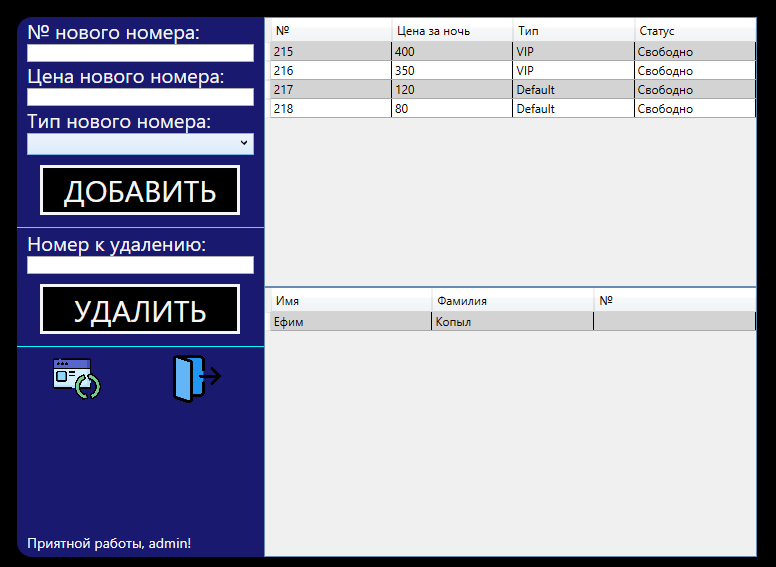 № нового номера:
Цена нового номера:
Тип нового номера:
ДОБАВИТЬ
Номер к удалению:
УДАЛИТЬ
Приятной работы, admin!
№ Цена за ночь Тип Статус
215 400 VIP Свободно
216 350 VIP Свободно
217 120 Default Свободно
218 80 Default Свободно
Имя Фамилия №
Ефим Копыл